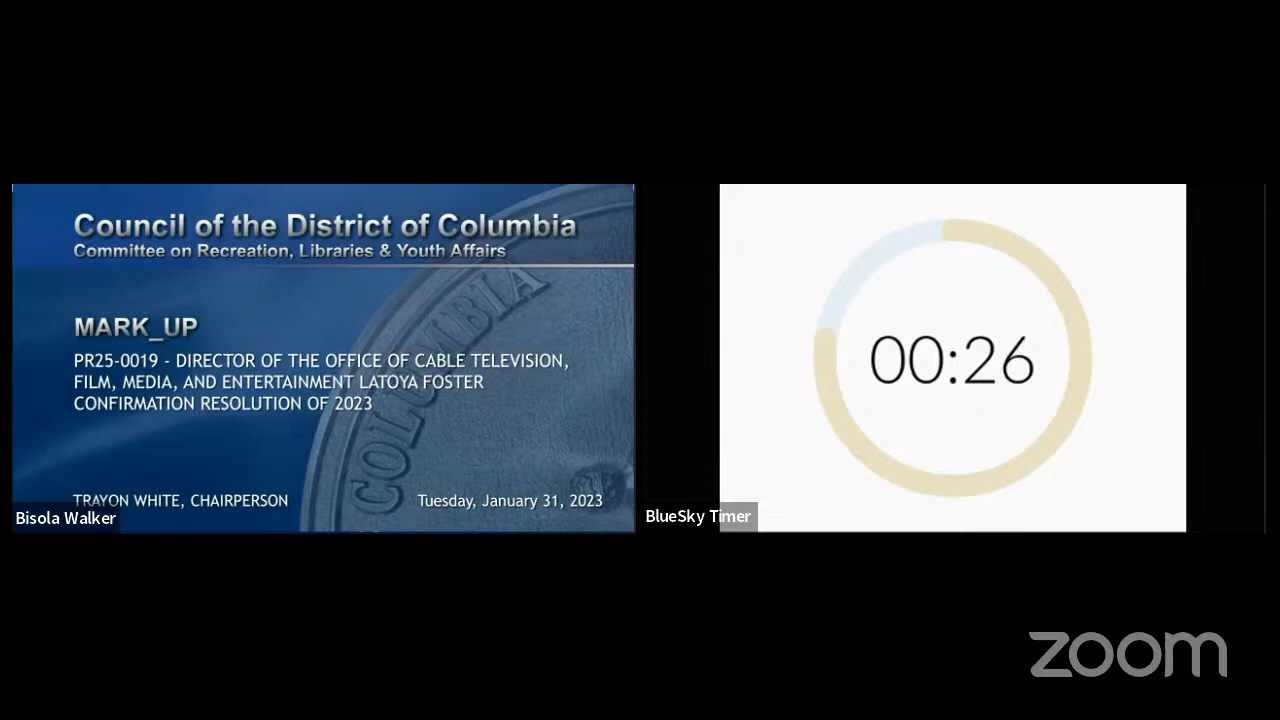 Council of the District of Columbia
Committee on Recreation, Libraries & Youth Affairs
MARK_UP
PR25-0019 - DIRECTOR OF THE OFFICE OF CABLE TELEVISION,
FILM, MEDIA, AND ENTERTAINMENT LATOYA FOSTER
CONFIRMATION RESOLUTION OF 2023
COLUMBIA
TRAYON WHITE, CHAIRPERSON
Tuesday, January 31, 2023
Bisola Walker
00:26
BlueSky Timer
zoom